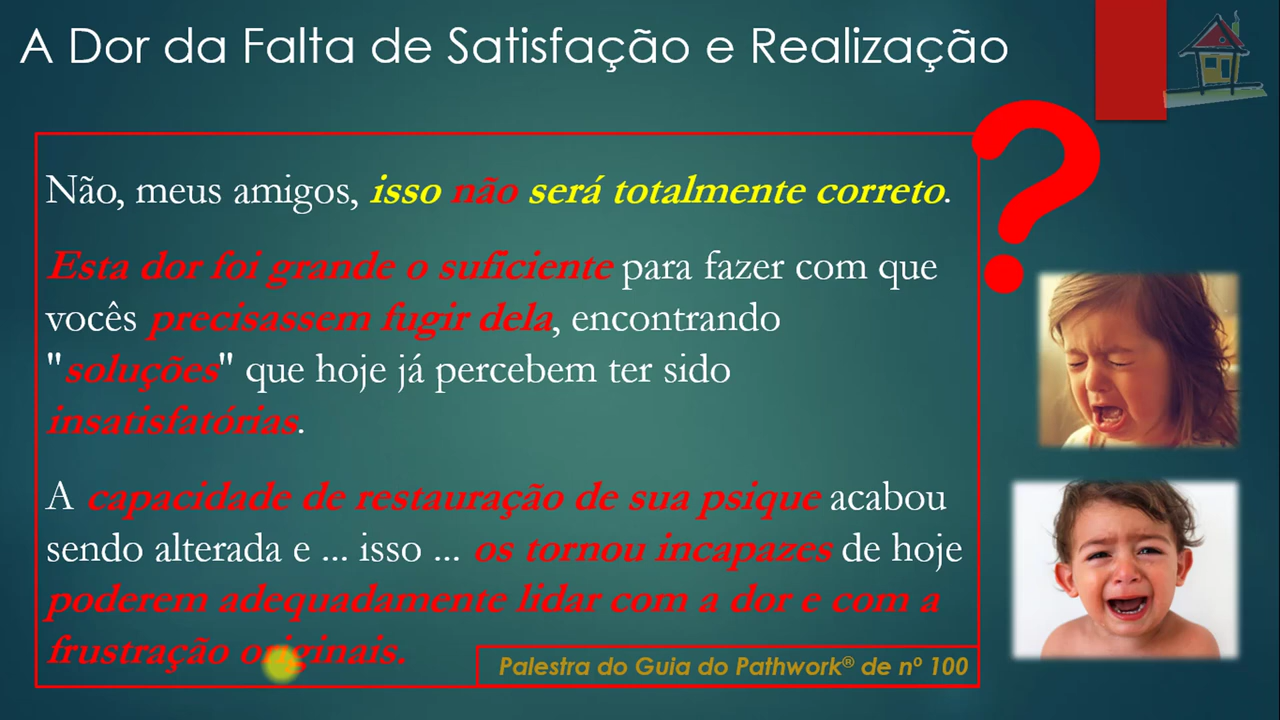 A Dor da Falta de Satisfação e Realização
?
Não, meus amigos, isso não será totalmente correto.
Esta dor foi grande o suficiente para fazer com que
vocês precisassem fugir dela, encontrando
"soluções" que hoje já percebem ter sido
insatisfatórias.
A capacidade de restauração de sua psique acabou
sendo alterada e ... isso ... os tornou incapazes de hoje
poderem adequadamente lidar com a dor e com a
frustração originais.
Palestra do Guia do Pathwork® de nº 100